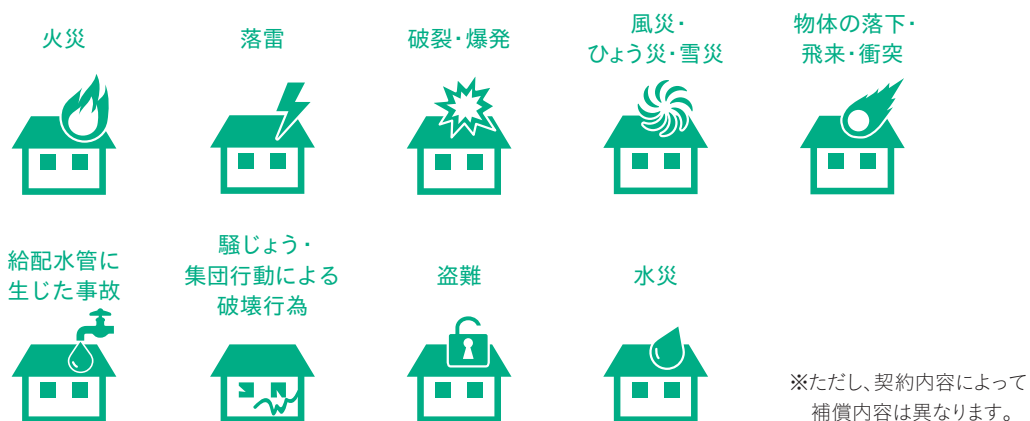 火災
落雷
破裂・爆発
風災・
ひょう災・雪災
物体の落下・
飛来・衝突
給配水管に
生じた事故
騒じょう・
集団行動による
破壊行為
盗難
水災
※ただし、契約内容によって
補償内容は異なります。